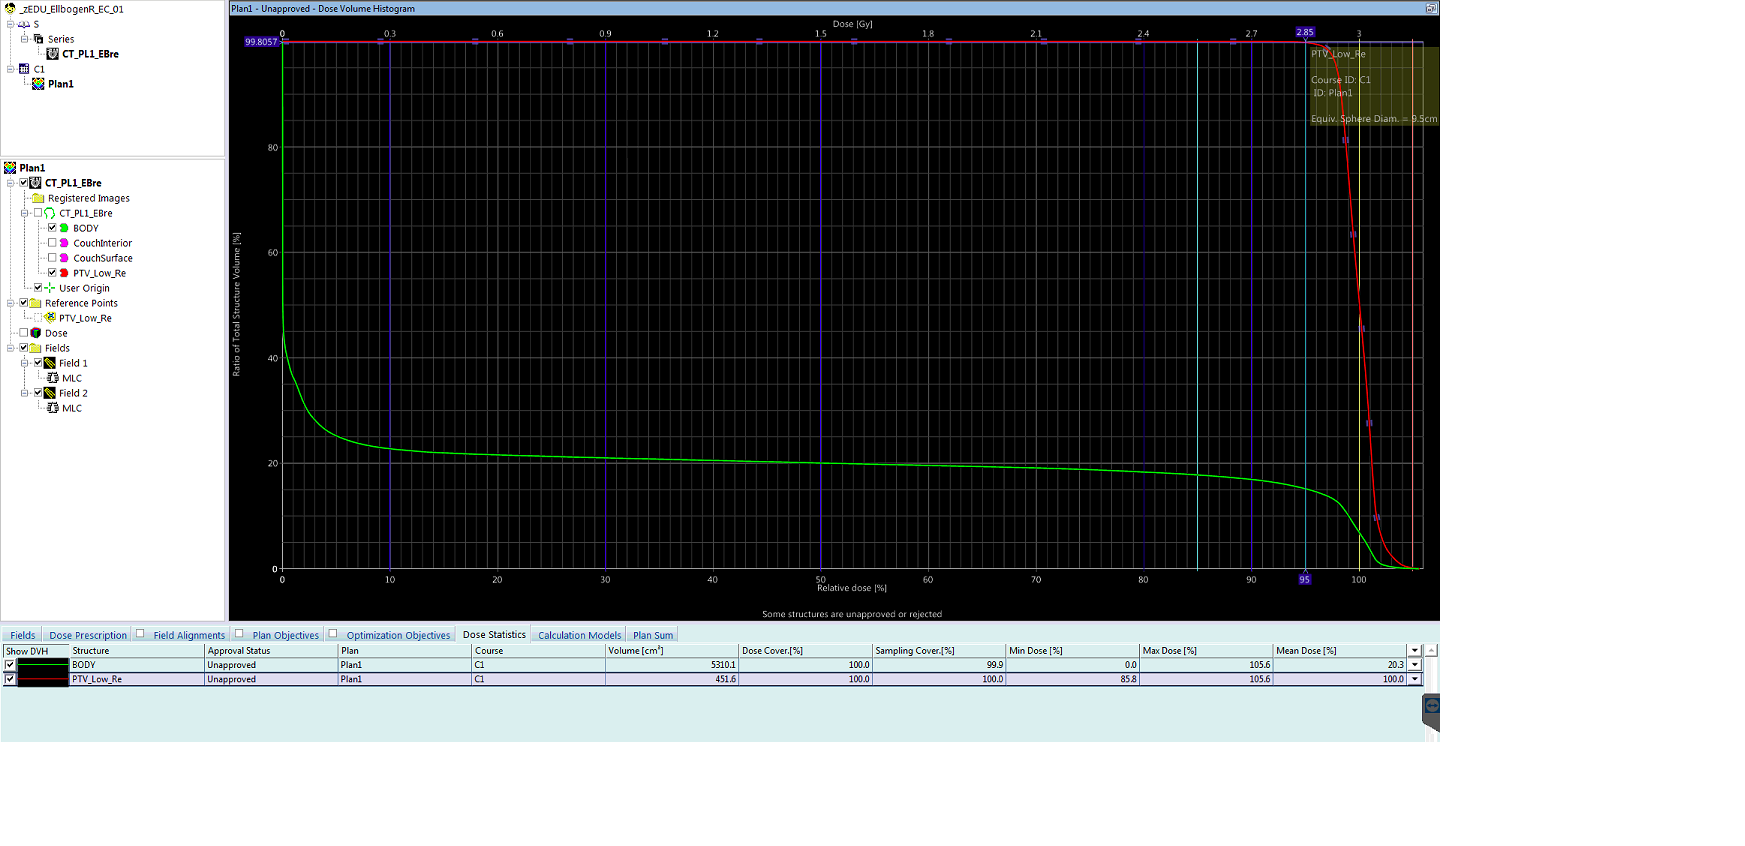 _zEDU_EllbogenR_EC_01
S
Series
CT_PL1_EBre
C1
Plan1
Plan1
CT_PL1_EBre
Registered Images
CT_PL1_EBre
BODY
CouchInterior
CouchSurface
PTV_Low_Re
User Origin
Reference Points
PTV_Low_Re
Dose
Fields
Field 1
MLC
Field 2
MLC
Plan1 - Unapproved - Dose Volume Histogram
Dose [Gy]
0 0.3 0.6 0.9 1.2 1.5 1.8 2.1 2.4 2.7 2.85 3
99.8057
PTV_Low_Re
Course ID: C1
ID: Plan1
Equiv. Sphere Diam. = 9.5cm
Ratio of Total Structure Volume [%]
80
60
40
20
0
0 10 20 30 40 50 60 70 80 90 95 100
Relative dose [%]
Some structures are unapproved or rejected
Fields Dose Prescription Field Alignments Plan Objectives Optimization Objectives Dose Statistics Calculation Models Plan Sum
Show DVH Structure Approval Status Plan Course Volume [cm³] Dose Cover.[%] Sampling Cover.[%] Min Dose [%] Max Dose [%] Mean Dose [%]
BODY Unapproved Plan1 C1 5310.1 100.0 99.9 0.0 105.6 20.3
PTV_Low_Re Unapproved Plan1 C1 451.6 100.0 100.0 85.8 105.6 100.0